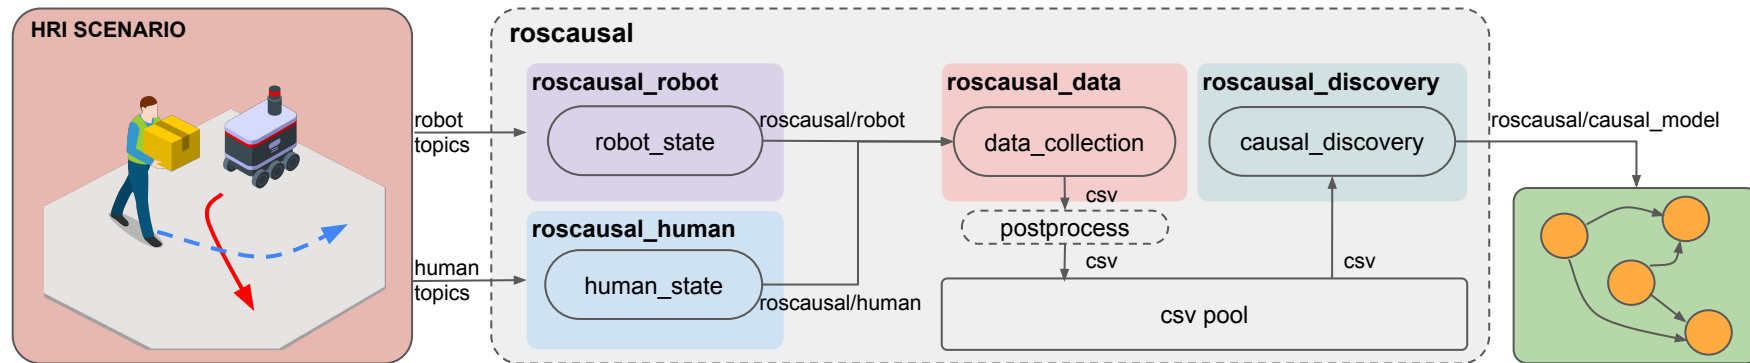 HRI SCENARIO
robot
topics
human
topics
roscausal
roscausal_robot
robot_state
roscausal/robot
roscausal_human
human_state
roscausal/human
roscausal_data
data_collection
csv
postprocess
csv
csv pool
csv
roscausal_discovery
causal_discovery
roscausal/causal_model